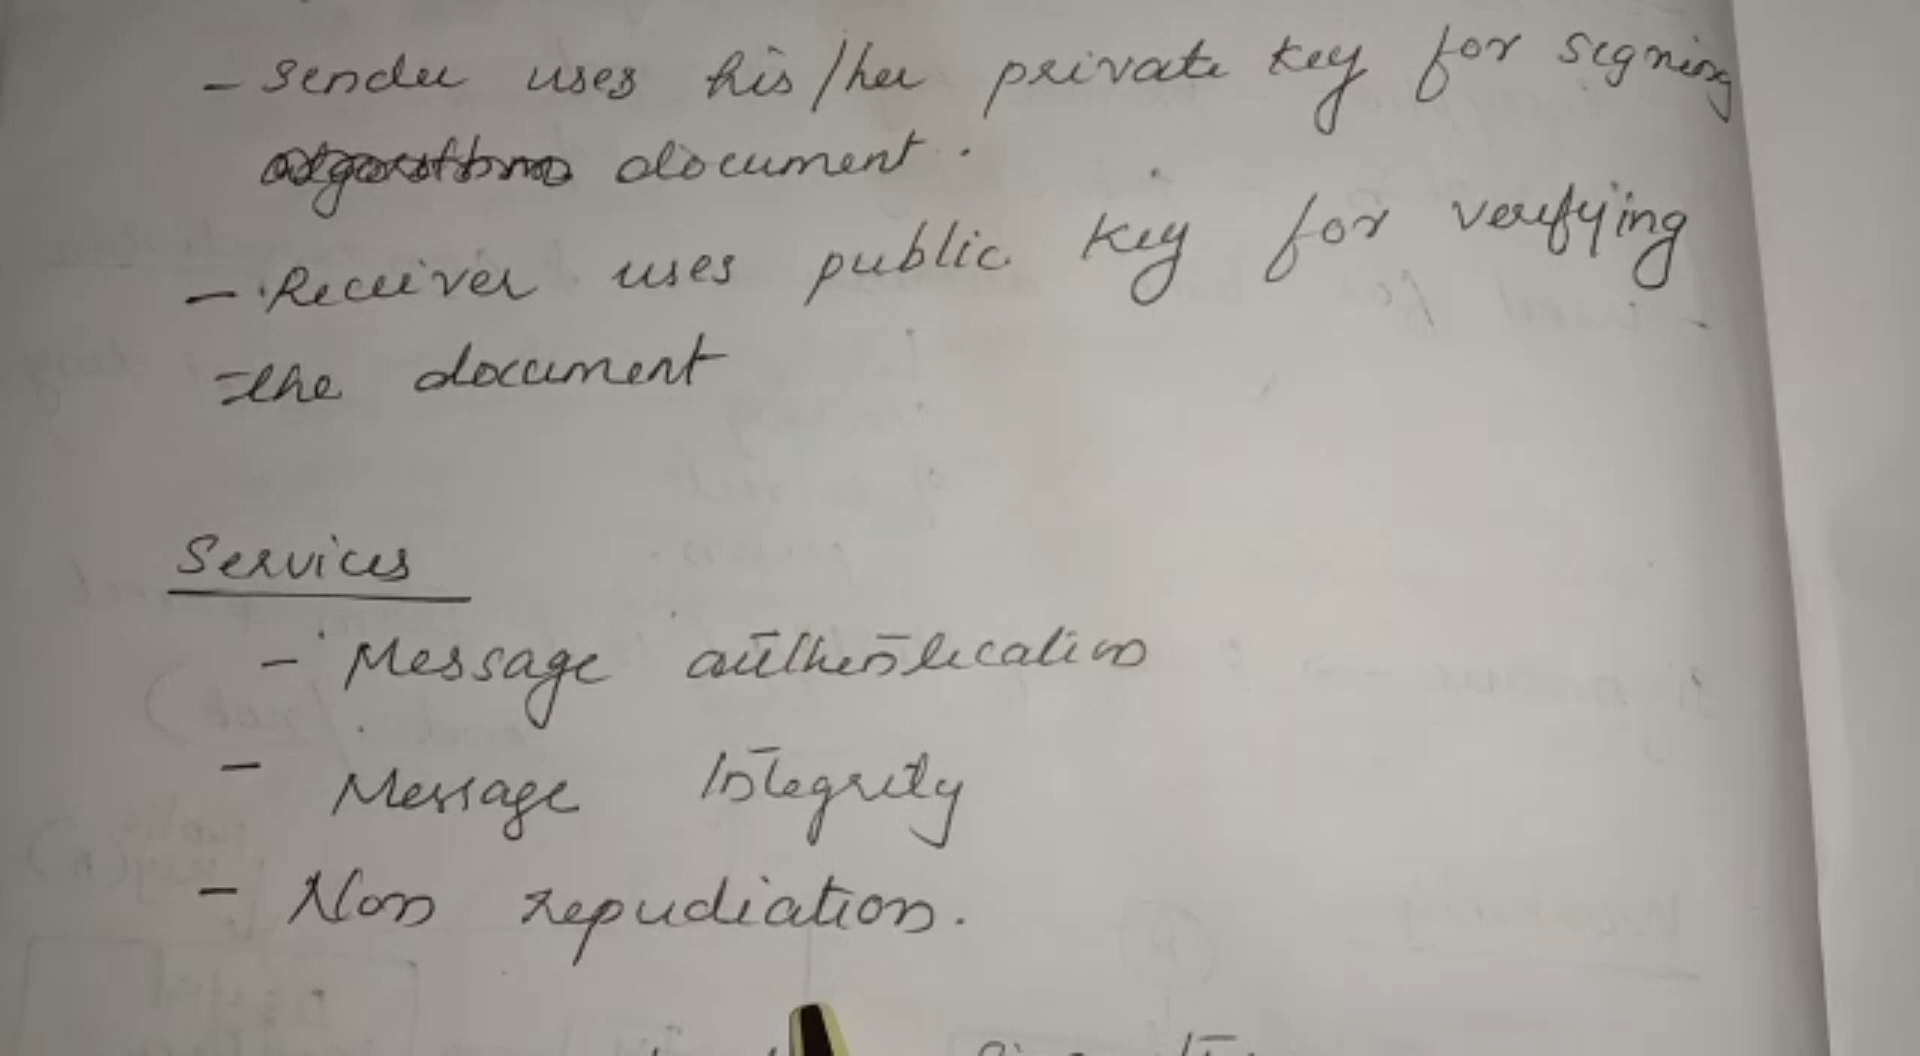 - Sender uses his/her private key for signing
document.
- Receiver uses public key for verifying
the document
Services
- Message authentication
- Message Integrity
- Non repudiation.